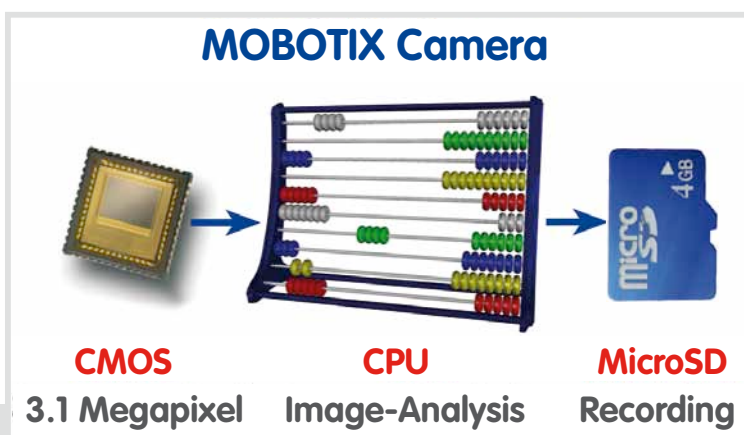 MOBOTIX Camera
4GB
micro
SD
CMOS CPU MicroSD
3.1 Megapixel Image-Analysis Recording